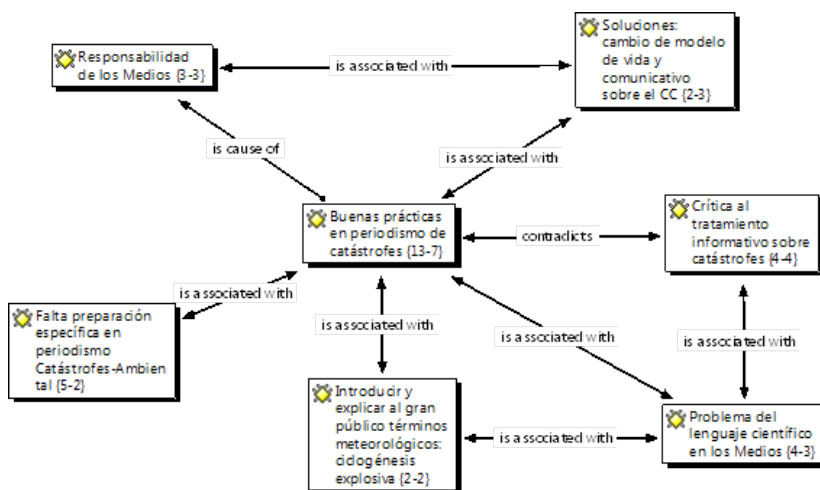 Responsabilidad
de los Medios {3-3}
is associated with
Soluciones:
cambio de modelo
de vida y
comunicativo
sobre el CC {2-3}
is cause of
is associated with
Buenas prácticas
en periodismo de
catástrofes {13-7}
contradicts
Crítica al
tratamiento
informativo sobre
catástrofes {4-4}
is associated with
Falta preparación
específica en
periodismo
Catástrofes-Ambien
tal {5-2}
is associated with
is associated with
is associated with
Introducir y
explicar al gran
público términos
meteorológicos:
ciclogénesis
explosiva {2-2}
is associated with
Problema del
lenguaje científico
en los Medios {4-3}